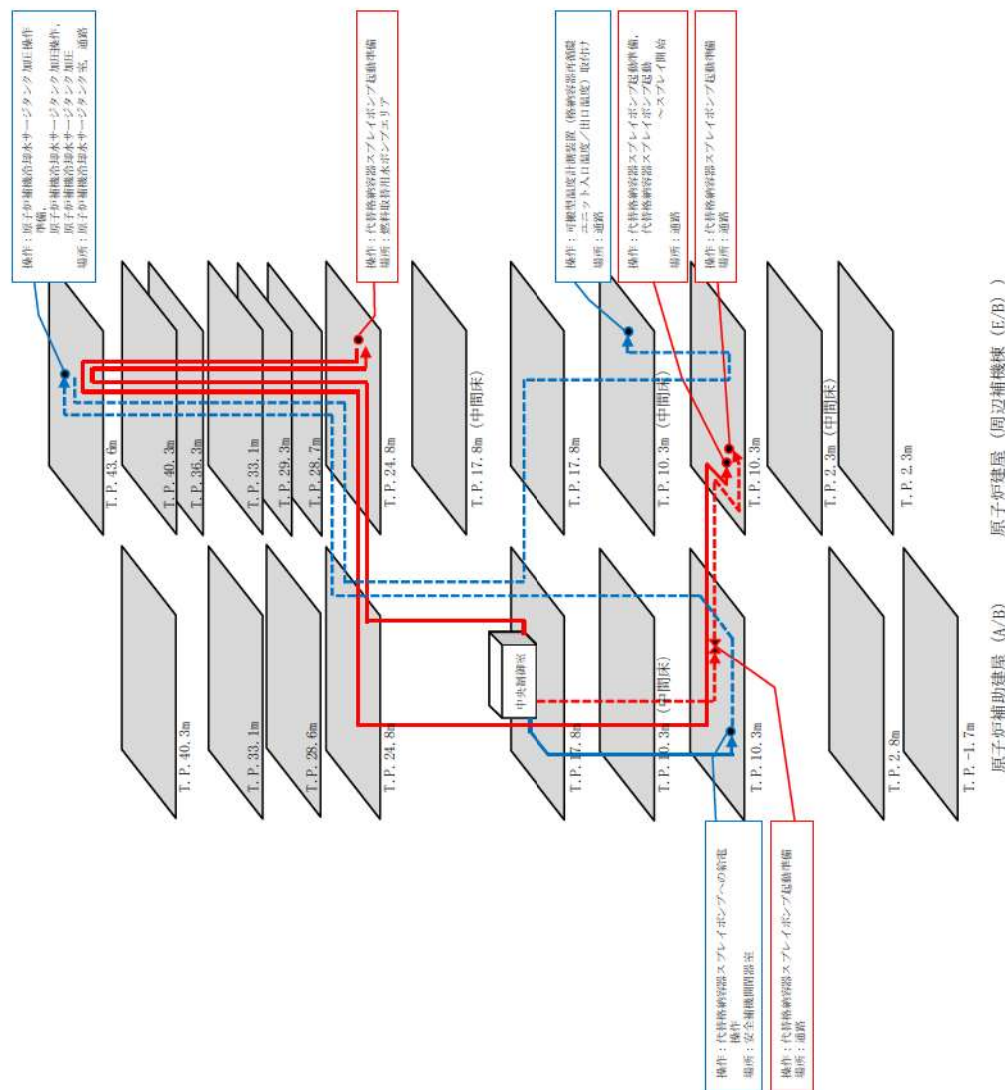 操作：原子炉補機冷却水サージタンク加圧操作
準備，
原子炉補機冷却水サージタンク加圧操作，
原子炉補機冷却水サージタンク加圧
場所：原子炉補機冷却水サージタンク室，通路
操作：代替格納容器スプレイポンプ起動準備
場所：燃料取替用水ポンプエリア
操作：可搬型温度計測装置（格納容器再循環
ユニット入口温度／出口温度）取付け
場所：通路
操作：代替格納容器スプレイポンプ起動準備，
代替格納容器スプレイポンプ起動
～スプレイ開始
場所：通路
操作：代替格納容器スプレイポンプ起動準備
場所：通路
T.P.43.6m
T.P.40.3m
T.P.36.3m
T.P.33.1m
T.P.29.3m
T.P.28.7m
T.P.24.8m
T.P.17.8m（中間床）
T.P.17.8m
T.P.10.3m（中間床）
T.P.10.3m
T.P.2.3m（中間床）
T.P.2.3m
原子炉建屋（周辺補機棟（E/B））
T.P.40.3m
T.P.33.1m
T.P.28.6m
T.P.24.8m
中央制御室
T.P.17.8m
T.P.10.3m（中間床）
T.P.10.3m
T.P.2.8m
T.P.-1.7m
原子炉補助建屋（A/B）
操作：代替格納容器スプレイポンプへの給電
操作
場所：安全補機開閉器室
操作：代替格納容器スプレイポンプ起動準備
場所：通路